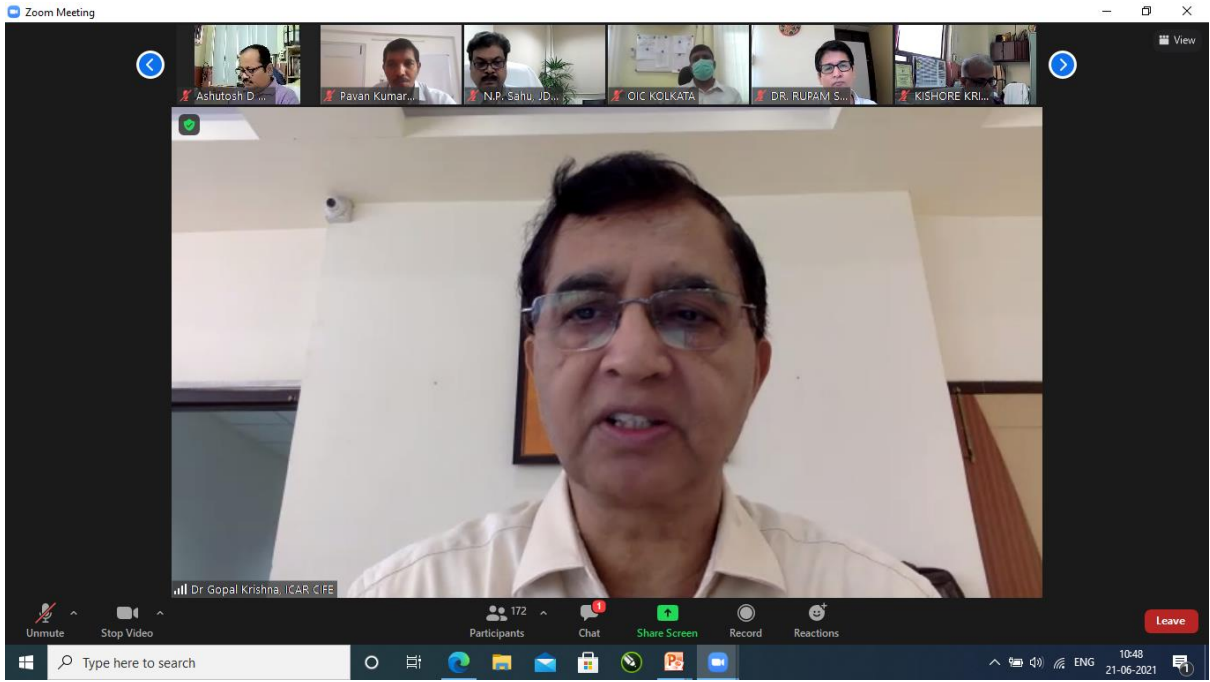 Zoom Meeting
View
Ashutosh D ...
Pavan Kumar...
N.P. Sahu, JD...
OIC KOLKATA
DR. RUPAM S...
KISHORE KRI...
Dr Gopal Krishna, ICAR CIFE
Unmute
Stop Video
172
Participants
1
Chat
Share Screen
Record
Reactions
Leave
Type here to search
ENG
10:48
21-06-2021
1